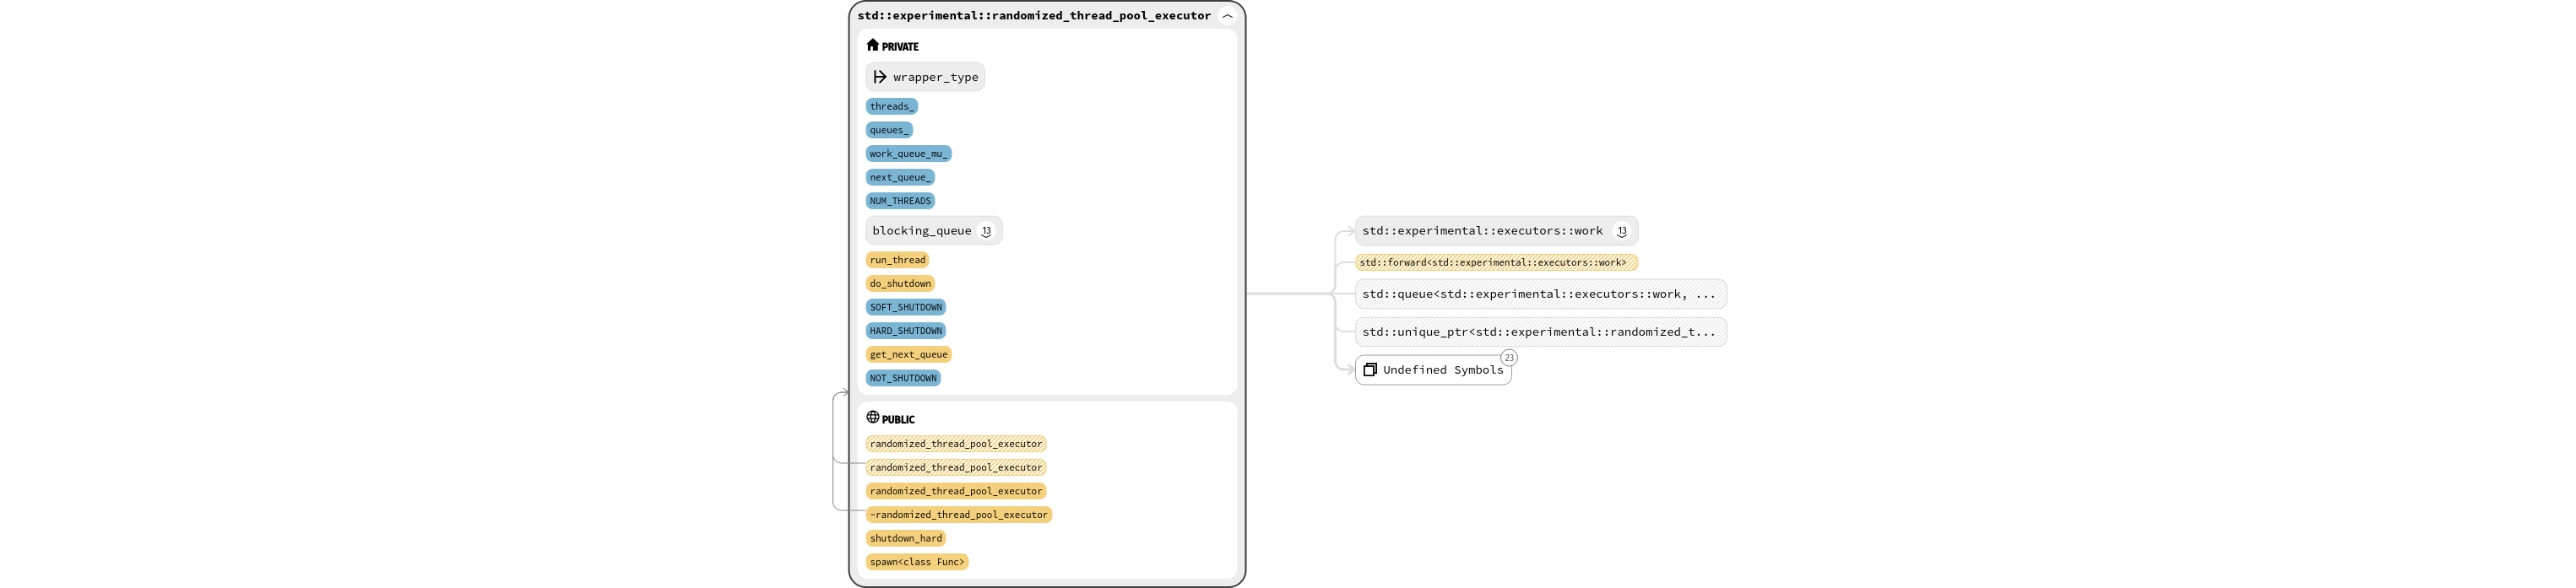 std::experimental::randomized_thread_pool_executor
PRIVATE
wrapper_type
threads_
queues_
work_queue_mu_
next_queue_
NUM_THREADS
blocking_queue 13
run_thread
do_shutdown
SOFT_SHUTDOWN
HARD_SHUTDOWN
get_next_queue
NOT_SHUTDOWN
PUBLIC
randomized_thread_pool_executor
randomized_thread_pool_executor
randomized_thread_pool_executor
~randomized_thread_pool_executor
shutdown_hard
spawn<class Func>
std::experimental::executors::work 13
std::forward<std::experimental::executors::work>
std::queue<std::experimental::executors::work, ...
std::unique_ptr<std::experimental::randomized_t...
23
Undefined Symbols